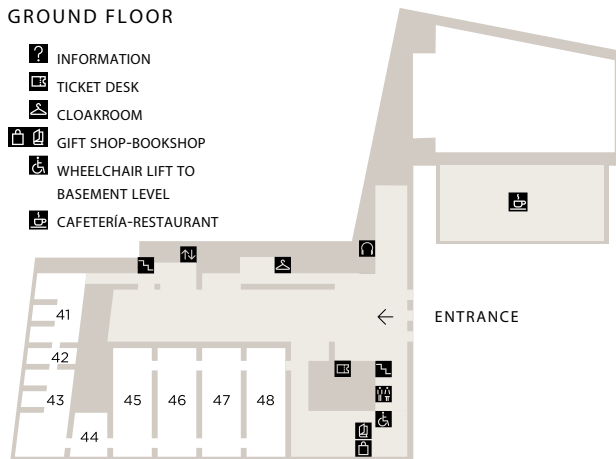 GROUND FLOOR
?
INFORMATION
TICKET DESK
CLOAKROOM
GIFT SHOP-BOOKSHOP
WHEELCHAIR LIFT TO
BASEMENT LEVEL
CAFETERÍA-RESTAURANT
ENTRANCE
41
42
43
44
45
46
47
48